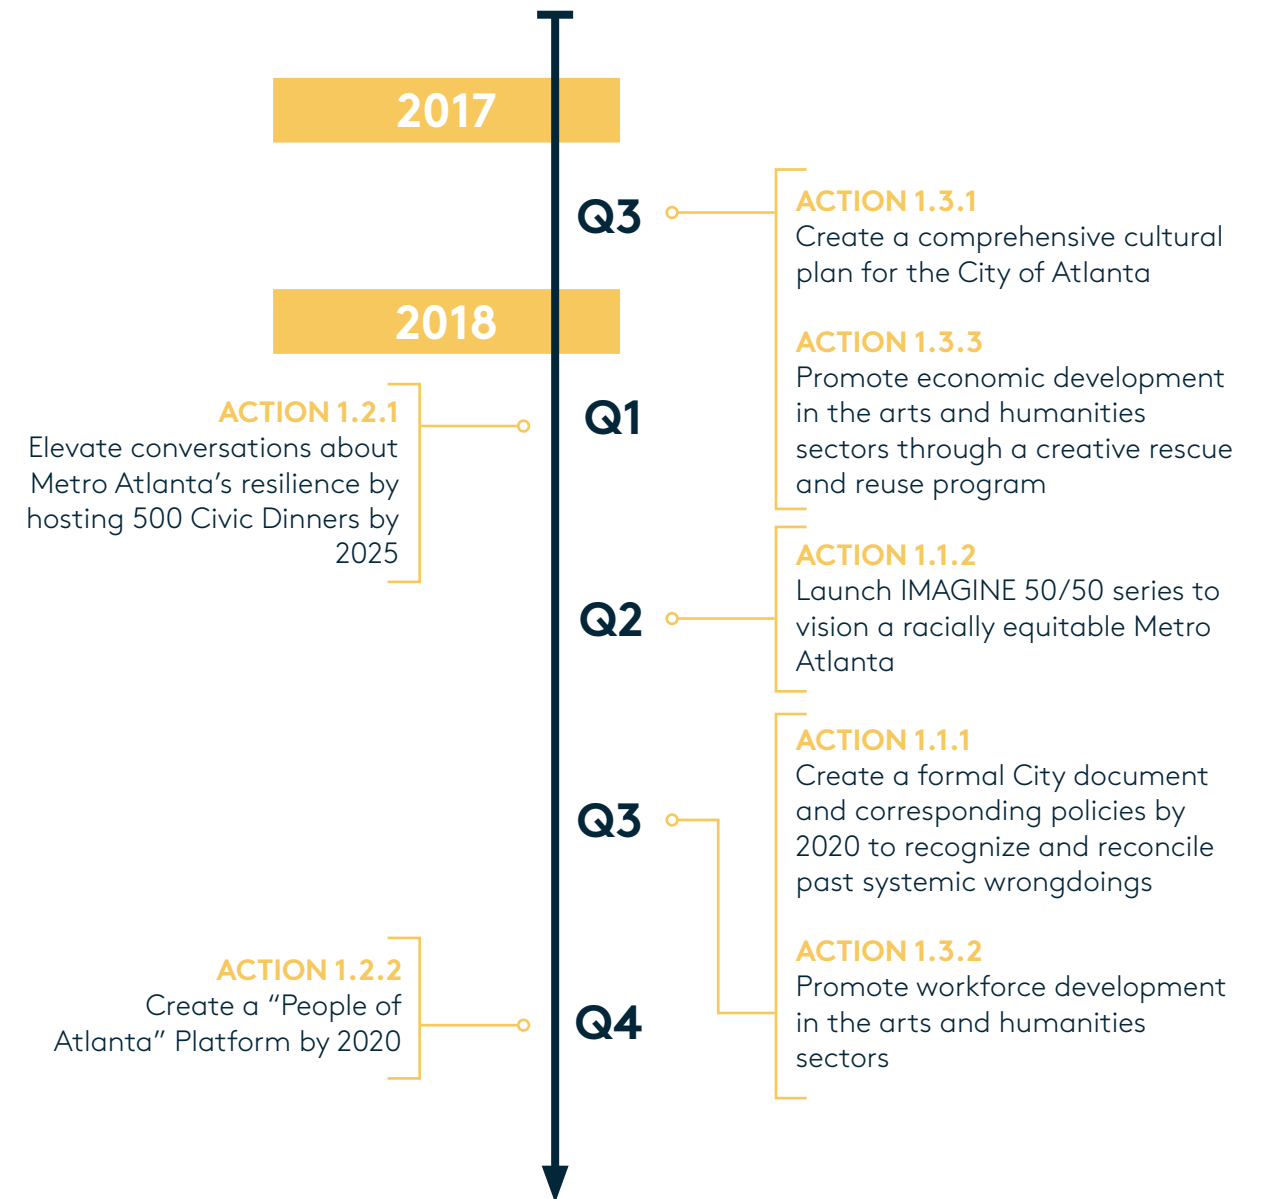 2017
Q3
ACTION 1.3.1
Create a comprehensive cultural
plan for the City of Atlanta
ACTION 1.3.3
Promote economic development
in the arts and humanities
sectors through a creative rescue
and reuse program
2018
Q1
ACTION 1.2.1
Elevate conversations about
Metro Atlanta’s resilience by
hosting 500 Civic Dinners by
2025
Q2
ACTION 1.1.2
Launch IMAGINE 50/50 series to
vision a racially equitable Metro
Atlanta
Q3
ACTION 1.1.1
Create a formal City document
and corresponding policies by
2020 to recognize and reconcile
past systemic wrongdoings
ACTION 1.3.2
Promote workforce development
in the arts and humanities
sectors
Q4
ACTION 1.2.2
Create a “People of
Atlanta” Platform by 2020